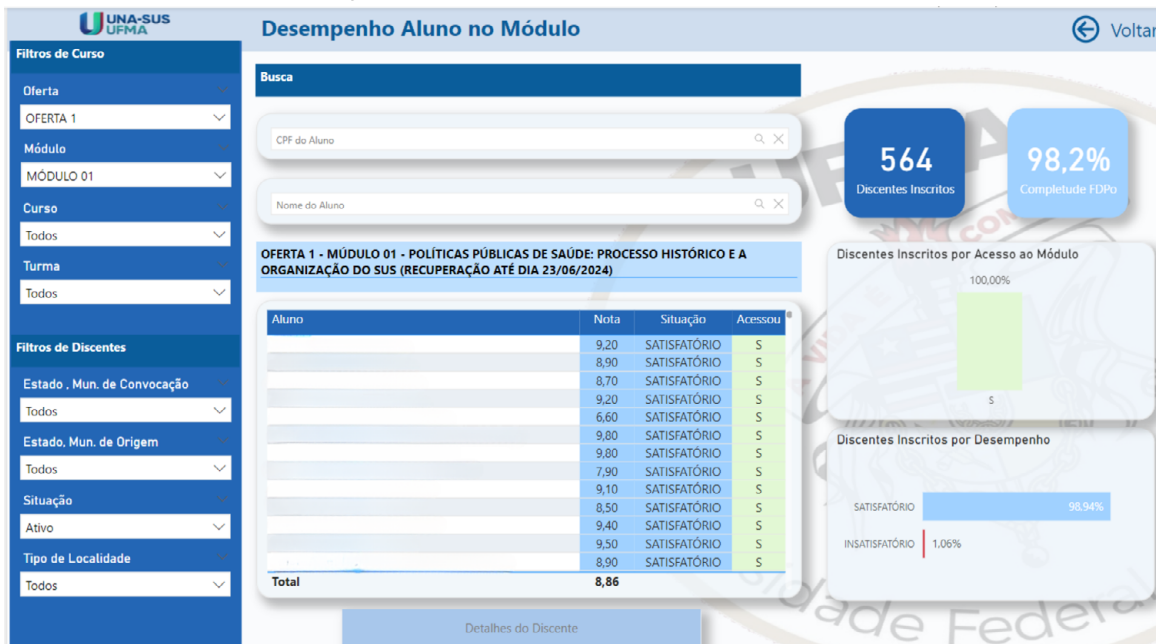 UNA-SUS
UFMA
Desempenho Aluno no Módulo
Voltar
Filtros de Curso
Oferta
OFERTA 1
Módulo
MÓDULO 01
Curso
Todos
Turma
Todos
Filtros de Discentes
Estado , Mun. de Convocação
Todos
Estado, Mun. de Origem
Todos
Situação
Ativo
Tipo de Localidade
Todos
Busca
CPF do Aluno
Nome do Aluno
OFERTA 1 - MÚDULO 01 - POLÍTICAS PÚBLICAS DE SAÚDE: PROCESSO HISTÓRICO E A
ORGANIZAÇÃO DO SUS (RECUPERAÇÃO ATÉ DIA 23/06/2024)
Aluno Nota Situação Acessou
9,20 SATISFATÓRIO S
8,90 SATISFATÓRIO S
8,70 SATISFATÓRIO S
9,20 SATISFATÓRIO S
6,60 SATISFATÓRIO S
9,80 SATISFATÓRIO S
9,80 SATISFATÓRIO S
7,90 SATISFATÓRIO S
9,10 SATISFATÓRIO S
8,50 SATISFATÓRIO S
9,40 SATISFATÓRIO S
9,50 SATISFATÓRIO S
8,90 SATISFATÓRIO S
Total 8,86
Detalhes do Discente
564
Discentes Inscritos
98,2%
Completude FDPo
Discentes Inscritos por Acesso ao Módulo
100,00%
S
Discentes Inscritos por Desempenho
SATISFATÓRIO 98.94%
INSATISFATÓRIO 1,06%
dade Federal